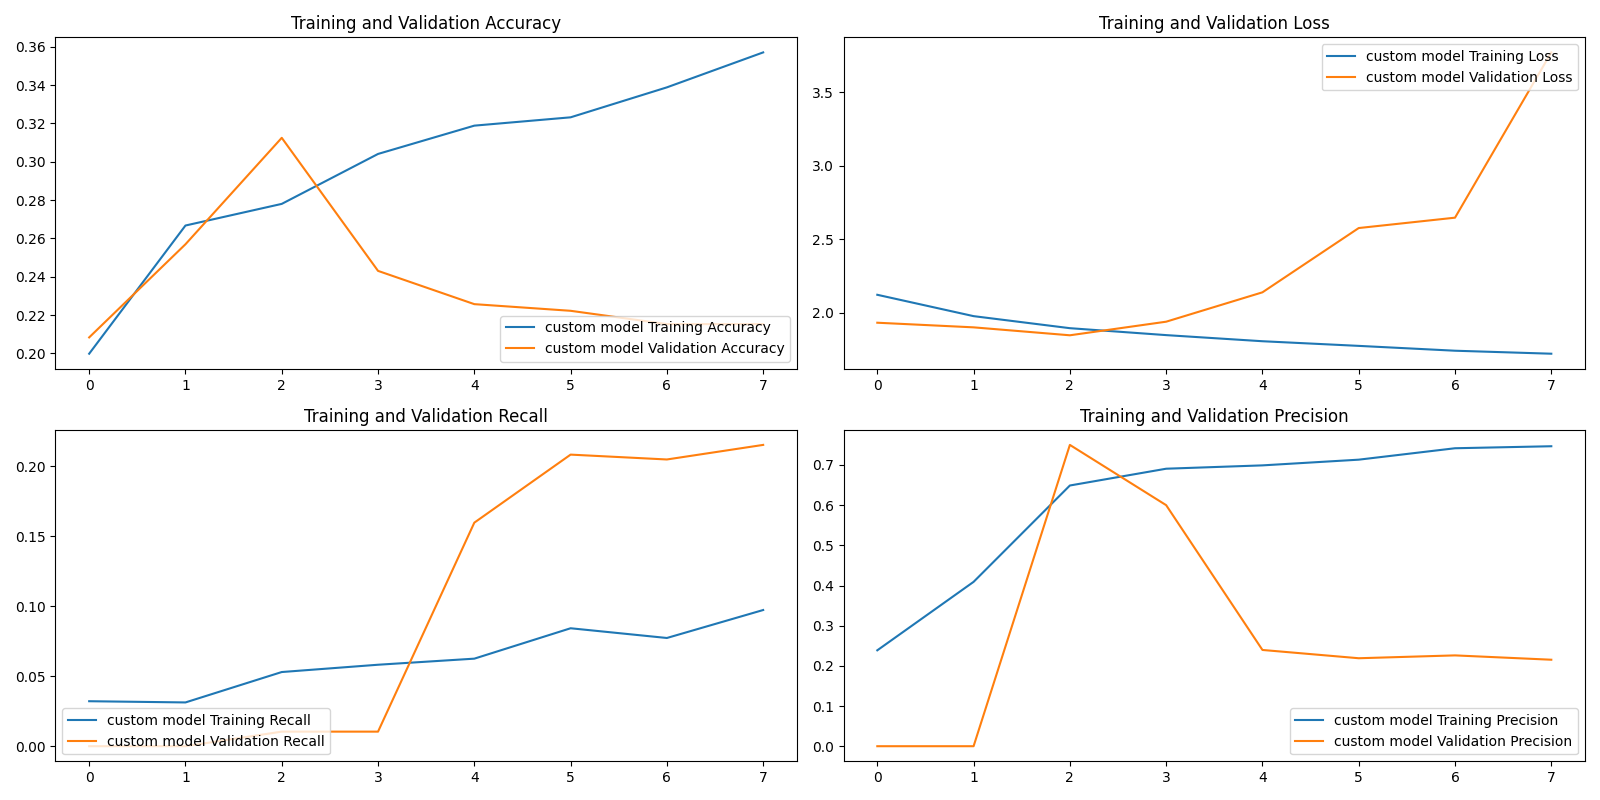 Training and Validation Accuracy
0.36
0.34
0.32
0.30
0.28
0.26
0.24
0.22
0.20
custom model Training Accuracy
custom model Validation Accuracy
0 1 2 3 4 5 6 7
Training and Validation Loss
custom model Training Loss
custom model Validation Loss
3.5
3.0
2.5
2.0
0 1 2 3 4 5 6 7
Training and Validation Recall
0.20
0.15
0.10
0.05
0.00
custom model Training Recall
custom model Validation Recall
0 1 2 3 4 5 6 7
Training and Validation Precision
0.7
0.6
0.5
0.4
0.3
0.2
0.1
0.0
custom model Training Precision
custom model Validation Precision
0 1 2 3 4 5 6 7